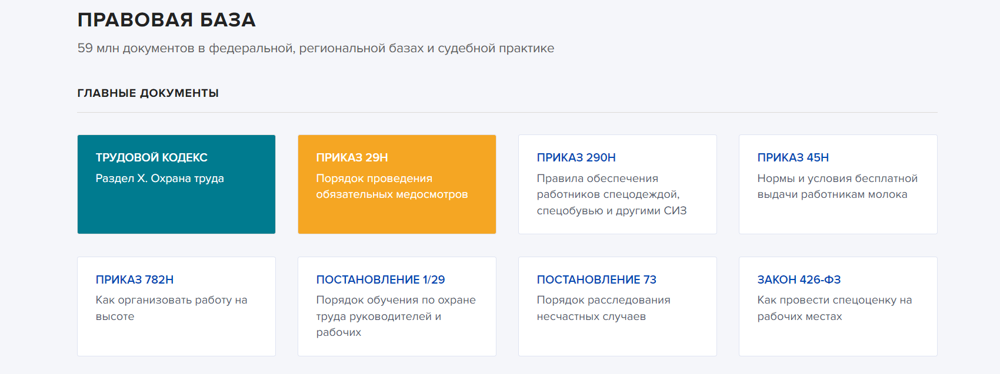 ПРАВОВАЯ БАЗА
59 млн документов в федеральной, региональной базах и судебной практике
ГЛАВНЫЕ ДОКУМЕНТЫ
ТРУДОВОЙ КОДЕКС
Раздел X. Охрана труда
ПРИКАЗ 29Н
Порядок проведения
обязательных медосмотров
ПРИКАЗ 290Н
Правила обеспечения
работников спецодеждой,
спецобувью и другими СИЗ
ПРИКАЗ 45Н
Нормы и условия бесплатной
выдачи работникам молока
ПРИКАЗ 782Н
Как организовать работу на
высоте
ПОСТАНОВЛЕНИЕ 1/29
Порядок обучения по охране
труда руководителей и
рабочих
ПОСТАНОВЛЕНИЕ 73
Порядок расследования
несчастных случаев
ЗАКОН 426-ФЗ
Как провести спецоценку на
рабочих местах